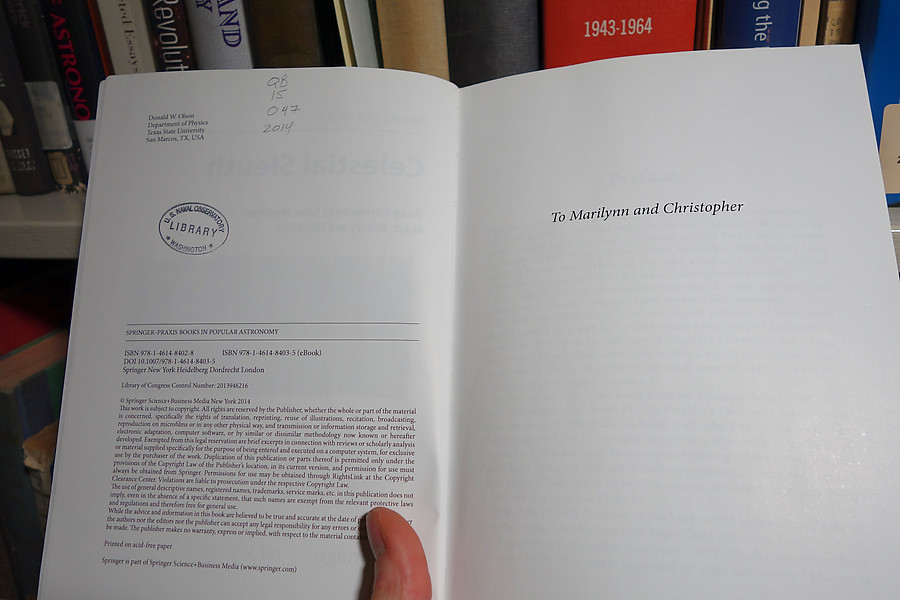 1943-1964
ASTRONO
Essays
Revolut
AND
Y
g the
QB
15
O47
2014
Donald W. Olson
Department of Physics
Texas State University
San Marcos, TX, USA
U.S. NAVAL OBSERVATORY
LIBRARY
WASHINGTON
SPRINGER-PRAXIS BOOKS IN POPULAR ASTRONOMY
ISBN 978-1-4614-8402-8 ISBN 978-1-4614-8403-5 (eBook)
DOI 10.1007/978-1-4614-8403-5
Springer New York Heidelberg Dordrecht London
Library of Congress Control Number: 2013946216
© Springer Science+Business Media New York 2014
This work is subject to copyright. All rights are reserved by the Publisher, whether the whole or part of the material
is concerned, specifically the rights of translation, reprinting, reuse of illustrations, recitation, broadcasting,
reproduction on microfilms or in any other physical way, and transmission or information storage and retrieval,
electronic adaptation, computer software, or by similar or dissimilar methodology now known or hereafter
developed. Exempted from this legal reservation are brief excerpts in connection with reviews or scholarly analysis
or material supplied specifically for the purpose of being entered and executed on a computer system, for exclusive
use by the purchaser of the work. Duplication of this publication or parts thereof is permitted only under the
provisions of the Copyright Law of the Publisher's location, in its current version, and permission for use must
always be obtained from Springer. Permissions for use may be obtained through RightsLink at the Copyright
Clearance Center. Violations are liable to prosecution under the respective Copyright Law.
The use of general descriptive names, registered names, trademarks, service marks, etc. in this publication does not
imply, even in the absence of a specific statement, that such names are exempt from the relevant protective laws
and regulations and therefore free for general use.
While the advice and information in this book are believed to be true and accurate at the date of
the authors nor the editors nor the publisher can accept any legal responsibility for any errors or
be made. The publisher makes no warranty, express or implied, with respect to the material
Printed on acid-free paper
Springer is part of Springer Science+Business Media (www.springer.com)
To Marilynn and Christopher